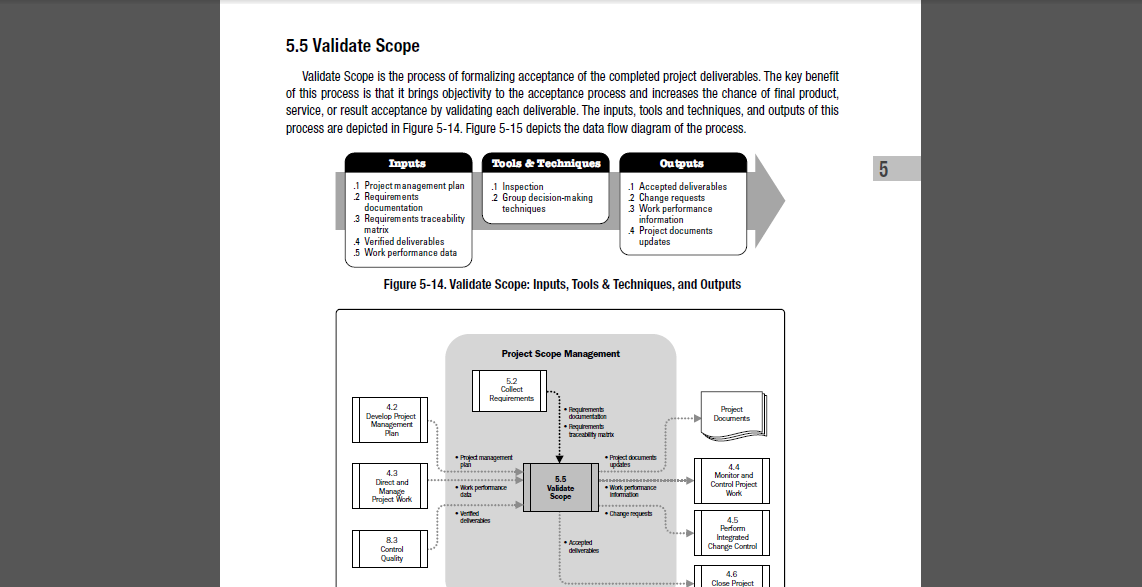 5.5 Validate Scope
Validate Scope is the process of formalizing acceptance of the completed project deliverables. The key benefit
of this process is that it brings objectivity to the acceptance process and increases the chance of final product,
service, or result acceptance by validating each deliverable. The inputs, tools and techniques, and outputs of this
process are depicted in Figure 5-14. Figure 5-15 depicts the data flow diagram of the process.
5
Inputs
.1 Project management plan
.2 Requirements
documentation
.3 Requirements traceability
matrix
.4 Verified deliverables
.5 Work performance data
Tools & Techniques
.1 Inspection
.2 Group decision-making
techniques
Outputs
.1 Accepted deliverables
.2 Change requests
.3 Work performance
information
.4 Project documents
updates
Figure 5-14. Validate Scope: Inputs, Tools & Techniques, and Outputs
Project Scope Management
5.2
Collect
Requirements
• Requirements
documentation
• Requirements
traceability matrix
4.2
Develop Project
Management
Plan
4.3
Direct and
Manage
Project Work
8.3
Control
Quality
• Project management
plan
• Work performance
data
• Verified
deliverables
5.5
Validate
Scope
• Project documents
updates
• Work performance
information
• Change requests
• Accepted
deliverables
Project
Documents
4.4
Monitor and
Control Project
Work
4.5
Perform
Integrated
Change Control
4.6
Close Project